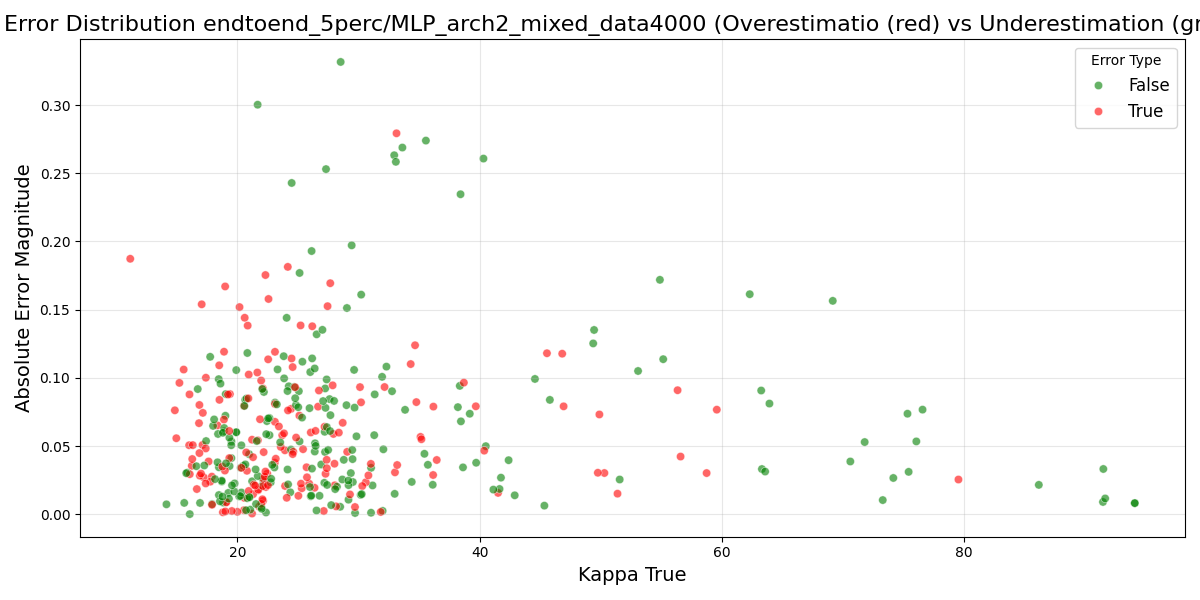 Error Distribution endtoend_5perc/MLP_arch2_mixed_data4000 (Overestimatio (red) vs Underestimation (gr
Error Type
False
True
Absolute Error Magnitude
0.30
0.25
0.20
0.15
0.10
0.05
0.00
20
40
60
80
Kappa True